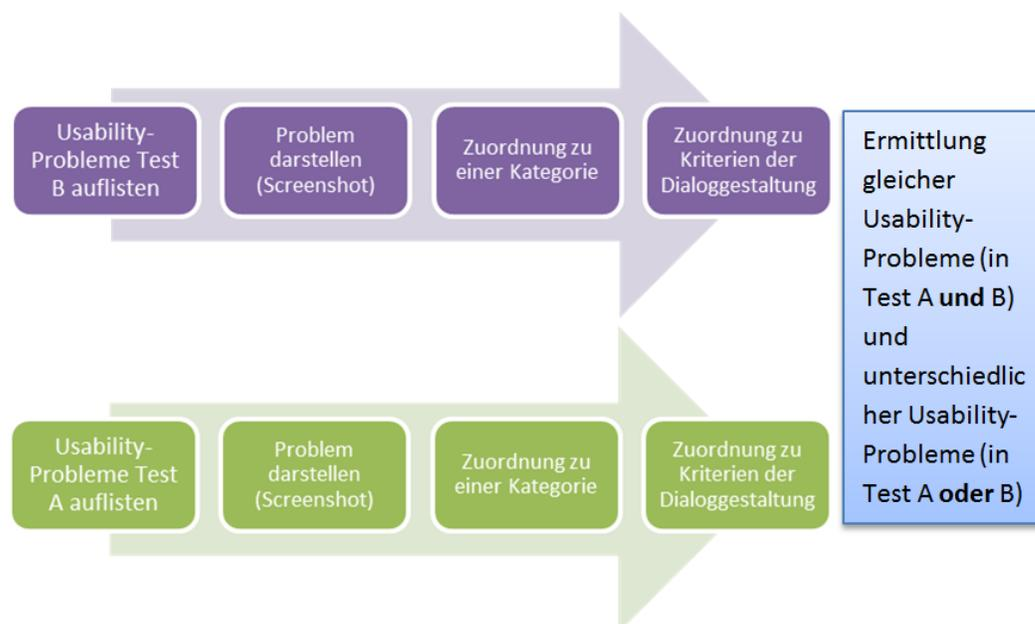 Usability-
Probleme Test
B auflisten
Problem
darstellen
(Screenshot)
Zuordnung zu
einer Kategorie
Zuordnung zu
Kriterien der
Dialoggestaltung
Usability-
Probleme Test
A auflisten
Problem
darstellen
(Screenshot)
Zuordnung zu
einer Kategorie
Zuordnung zu
Kriterien der
Dialoggestaltung
Ermittlung
gleicher
Usability-
Probleme (in
Test A und B)
und
unterschiedlic
her Usability-
Probleme (in
Test A oder B)